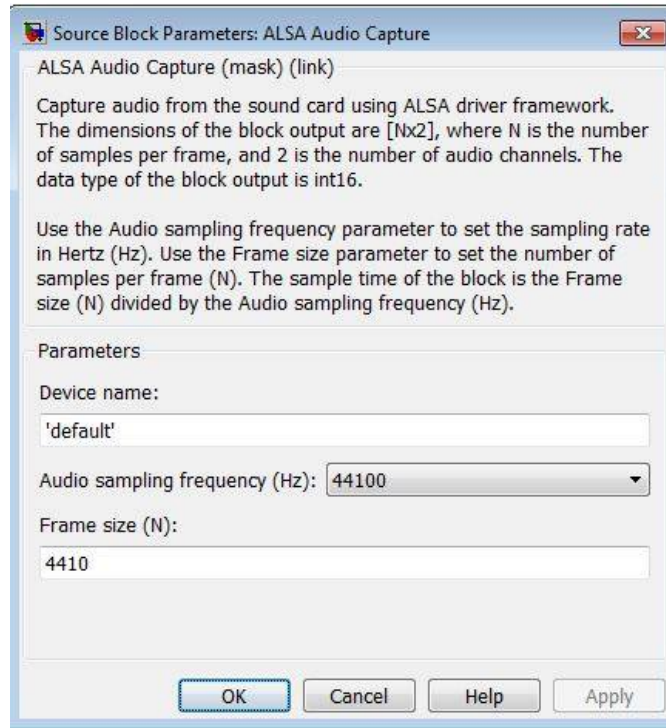 Source Block Parameters: ALSA Audio Capture
ALSA Audio Capture (mask) (link)
Capture audio from the sound card using ALSA driver framework.
The dimensions of the block output are [Nx2], where N is the number
of samples per frame, and 2 is the number of audio channels. The
data type of the block output is int16.
Use the Audio sampling frequency parameter to set the sampling rate
in Hertz (Hz). Use the Frame size parameter to set the number of
samples per frame (N). The sample time of the block is the Frame
size (N) divided by the Audio sampling frequency (Hz).
Parameters
Device name:
'default'
Audio sampling frequency (Hz): 44100
Frame size (N):
4410
OK Cancel Help Apply